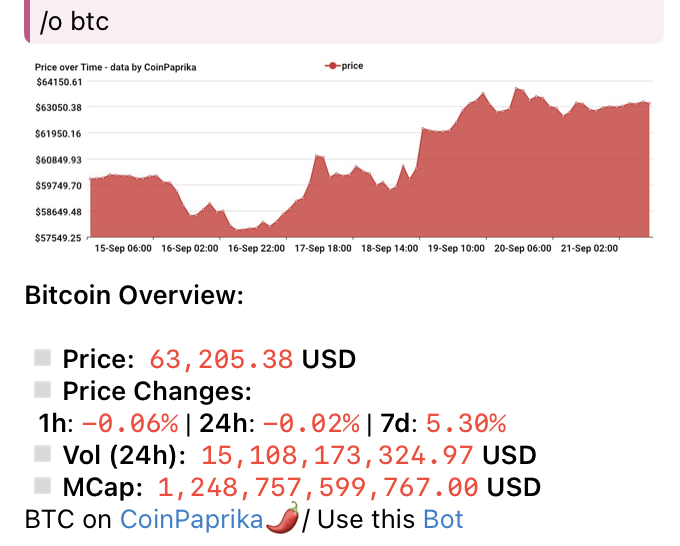 /o btc
Price over Time - data by CoinPaprika
price
$64150.61
$63050.38
$61950.16
$60849.93
$59749.70
$58649.48
$57549.25
15-Sep 06:00 16-Sep 02:00 16-Sep 22:00 17-Sep 18:00 18-Sep 14:00 19-Sep 10:00 20-Sep 06:00 21-Sep 02:00
Bitcoin Overview:
Price: 63,205.38 USD
Price Changes:
1h: −0.06% | 24h: −0.02% | 7d: 5.30%
Vol (24h): 15,108,173,324.97 USD
MCap: 1,248,757,599,767.00 USD
BTC on CoinPaprika🌶️/ Use this Bot